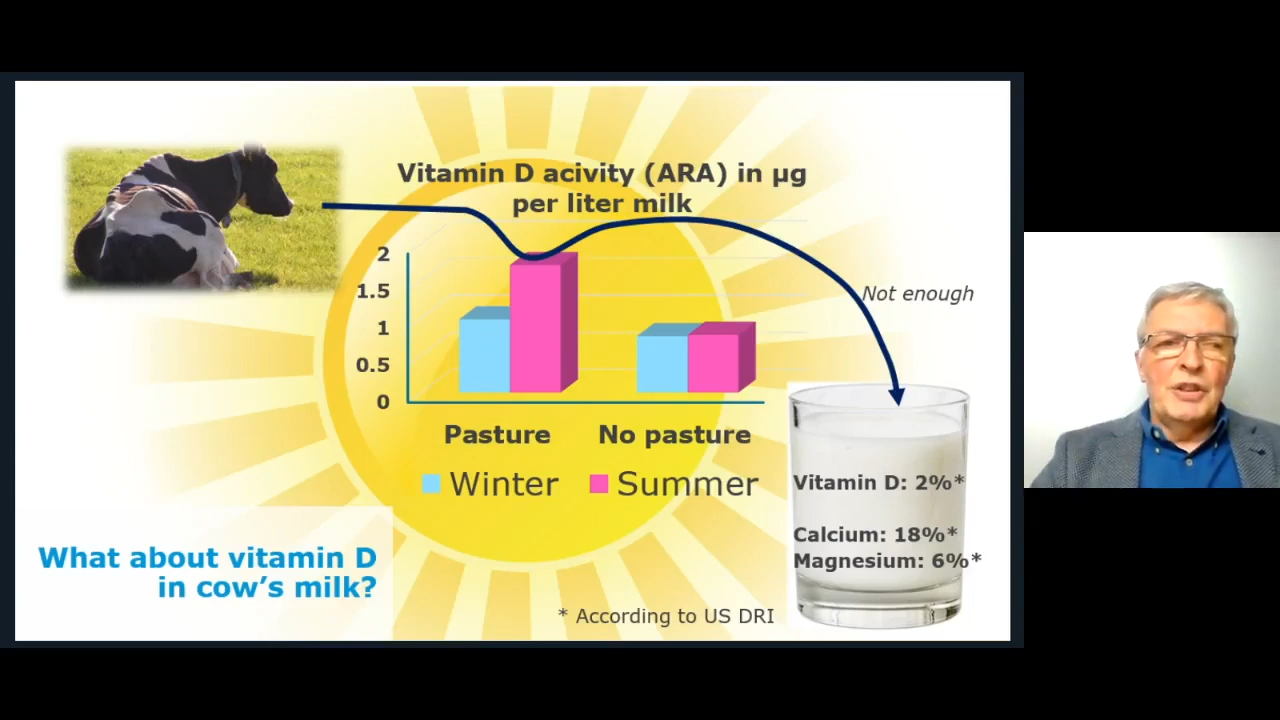 Vitamin D acivity (ARA) in µg
per liter milk
2
1.5
1
0.5
0
Pasture
No pasture
Winter
Summer
Not enough
Vitamin D: 2%*
Calcium: 18%*
Magnesium: 6%*
What about vitamin D
in cow's milk?
* According to US DRI